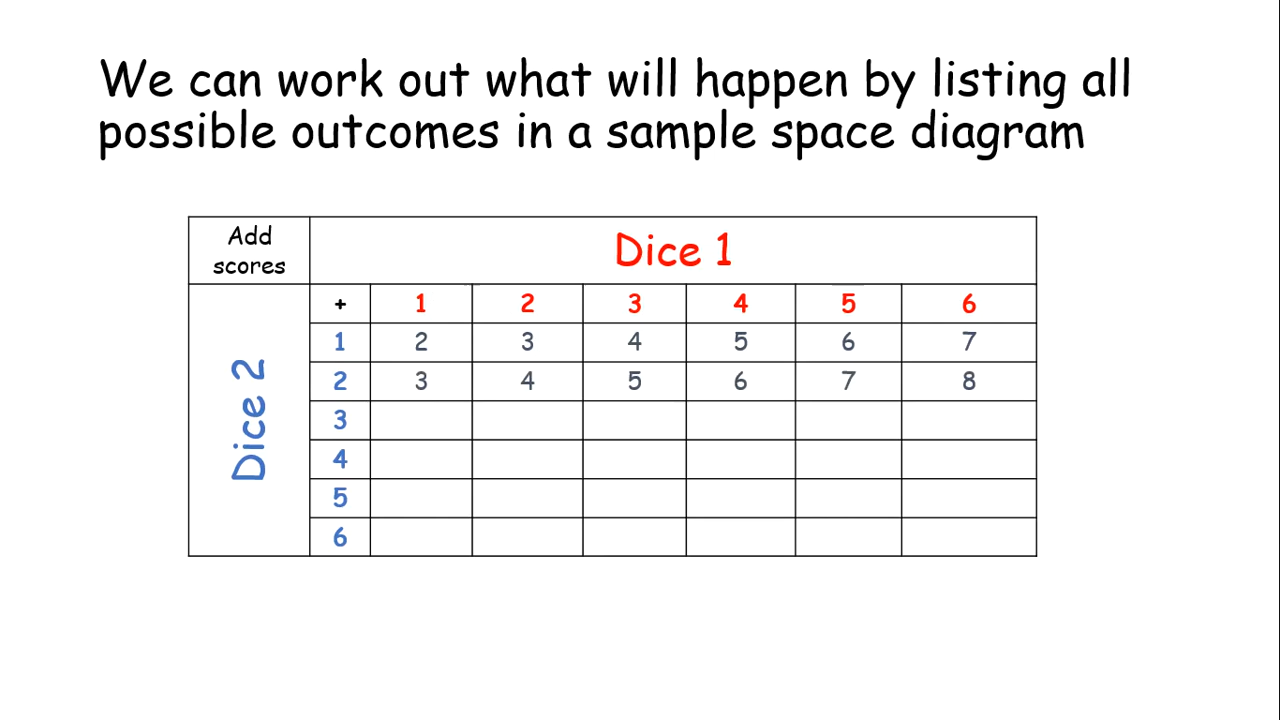 We can work out what will happen by listing all
possible outcomes in a sample space diagram
Add
scores
Dice 1
Dice 2
+ 1 2 3 4 5 6
1 2 3 4 5 6 7
2 3 4 5 6 7 8
3
4
5
6